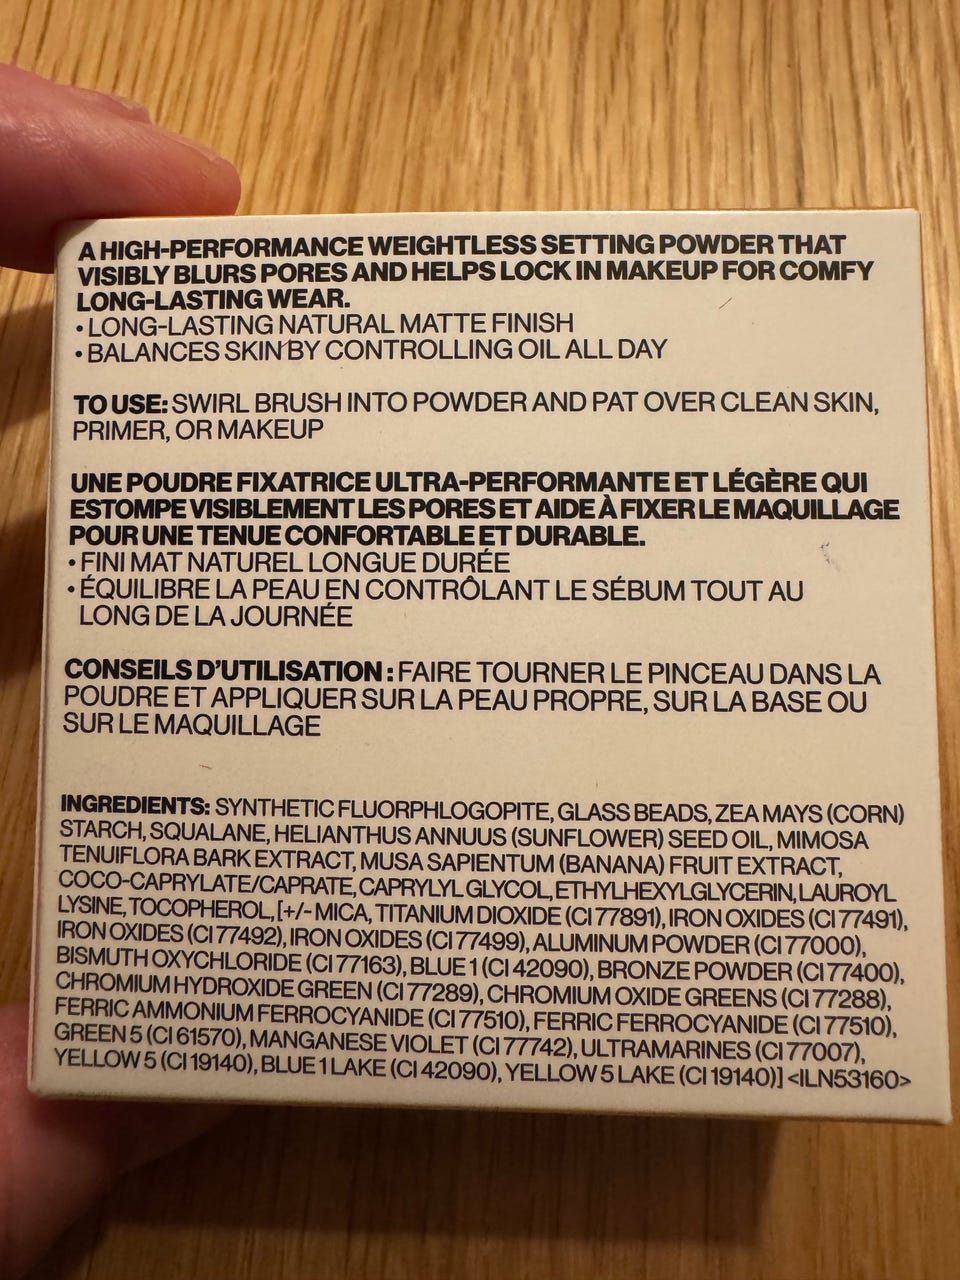 A HIGH-PERFORMANCE WEIGHTLESS SETTING POWDER THAT
VISIBLY BLURS PORES AND HELPS LOCK IN MAKEUP FOR COMFY
LONG-LASTING WEAR.
• LONG-LASTING NATURAL MATTE FINISH
• BALANCES SKIN BY CONTROLLING OIL ALL DAY
TO USE: SWIRL BRUSH INTO POWDER AND PAT OVER CLEAN SKIN,
PRIMER, OR MAKEUP
UNE POUDRE FIXATRICE ULTRA-PERFORMANTE ET LÉGÈRE QUI
ESTOMPE VISIBLEMENT LES PORES ET AIDE À FIXER LE MAQUILLAGE
POUR UNE TENUE CONFORTABLE ET DURABLE.
• FINI MAT NATUREL LONGUE DURÉE
• ÉQUILIBRE LA PEAU EN CONTRÔLANT LE SÉBUM TOUT AU
LONG DE LA JOURNÉE
CONSEILS D'UTILISATION : FAIRE TOURNER LE PINCEAU DANS LA
POUDRE ET APPLIQUER SUR LA PEAU PROPRE, SUR LA BASE OU
SUR LE MAQUILLAGE
INGREDIENTS: SYNTHETIC FLUORPHLOGOPITE, GLASS BEADS, ZEA MAYS (CORN)
STARCH, SQUALANE, HELIANTHUS ANNUUS (SUNFLOWER) SEED OIL, MIMOSA
TENUIFLORA BARK EXTRACT, MUSA SAPIENTUM (BANANA) FRUIT EXTRACT,
COCO-CAPRYLATE/CAPRATE, CAPRYLYL GLYCOL, ETHYLHEXYLGLYCERIN, LAUROYL
LYSINE, TOCOPHEROL, [+/- MICA, TITANIUM DIOXIDE (CI 77891), IRON OXIDES (CI 77491),
IRON OXIDES (CI 77492), IRON OXIDES (CI 77499), ALUMINUM POWDER (CI 77000),
BISMUTH OXYCHLORIDE (CI 77163), BLUE 1 (CI 42090), BRONZE POWDER (CI 77400),
CHROMIUM HYDROXIDE GREEN (CI 77289), CHROMIUM OXIDE GREENS (CI 77288),
FERRIC AMMONIUM FERROCYANIDE (CI 77510), FERRIC FERROCYANIDE (CI 77510),
GREEN 5 (CI 61570), MANGANESE VIOLET (CI 77742), ULTRAMARINES (CI 77007),
YELLOW 5 (CI 19140), BLUE 1 LAKE (CI 42090), YELLOW 5 LAKE (CI 19140)] <ILN53160>